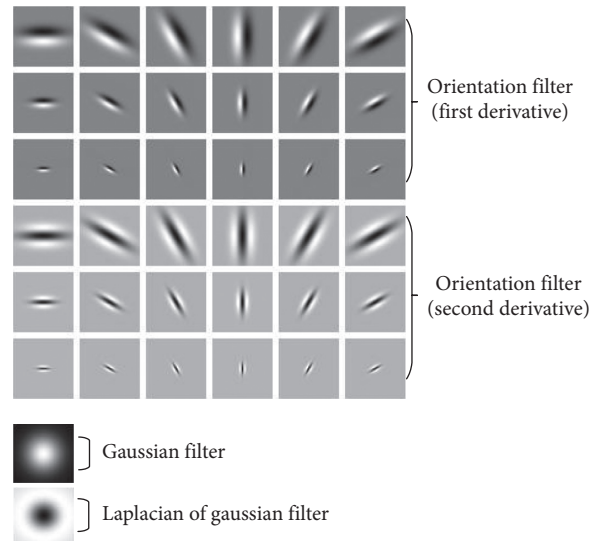 Orientation filter
(first derivative)
Orientation filter
(second derivative)
Gaussian filter
Laplacian of gaussian filter